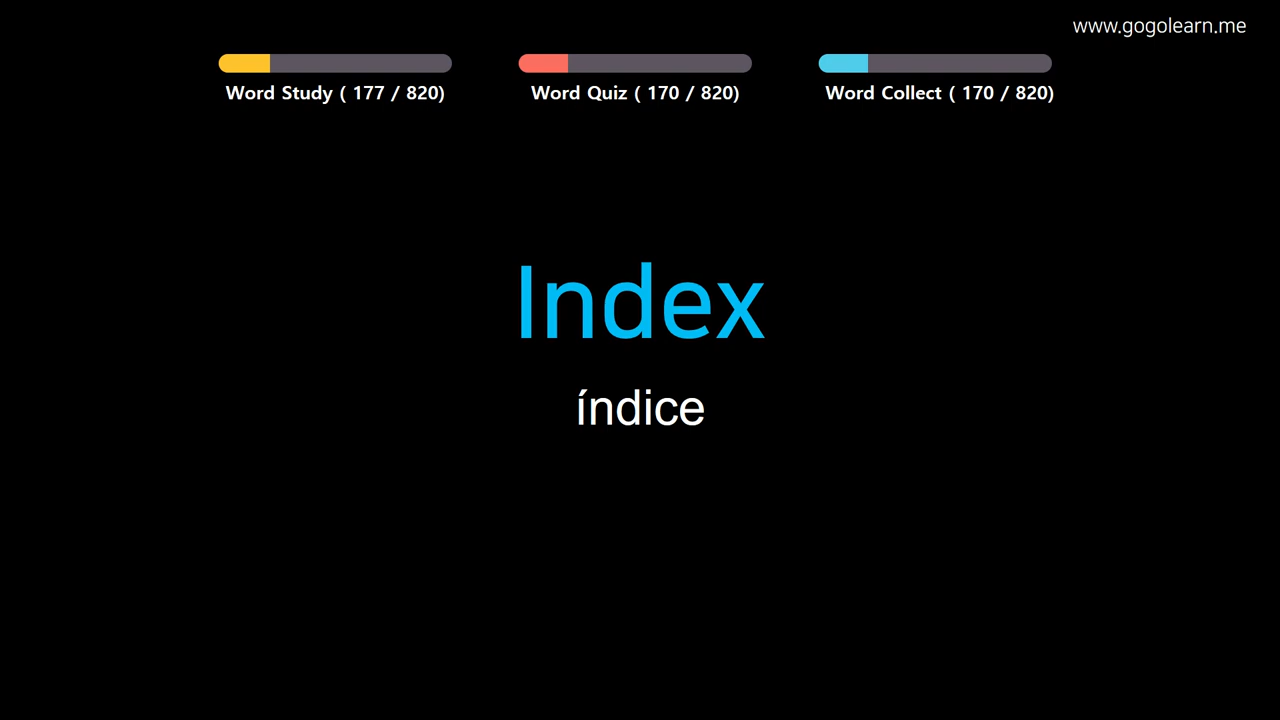 www.gogolearn.me
Word Study ( 177 / 820)
Word Quiz ( 170 / 820)
Word Collect ( 170 / 820)
Index
índice